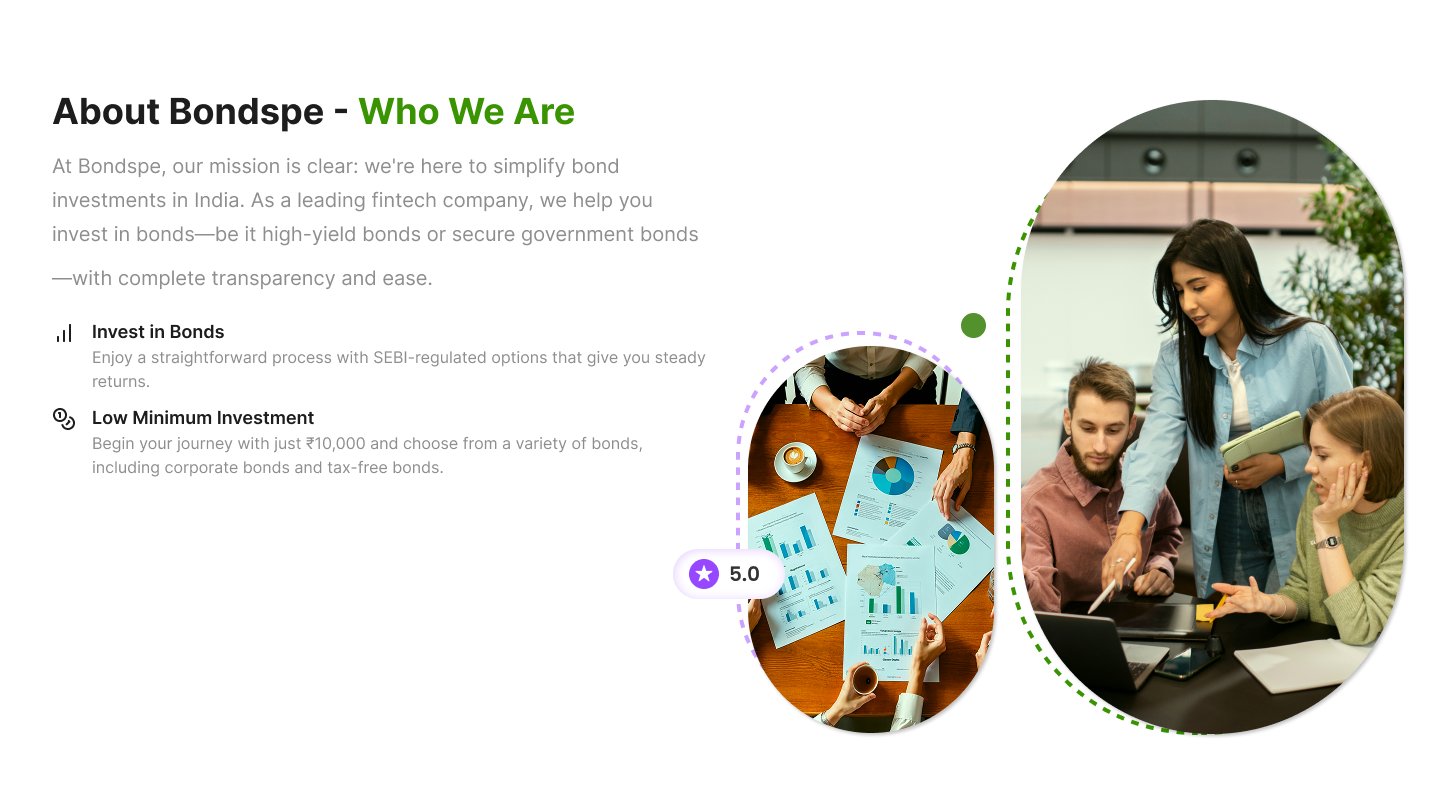 About Bondspe - Who We Are
At Bondspe, our mission is clear: we're here to simplify bond
investments in India. As a leading fintech company, we help you
invest in bonds—be it high-yield bonds or secure government bonds
—with complete transparency and ease.
Invest in Bonds
Enjoy a straightforward process with SEBI-regulated options that give you steady
returns.
Low Minimum Investment
Begin your journey with just ₹10,000 and choose from a variety of bonds,
including corporate bonds and tax-free bonds.
5.0